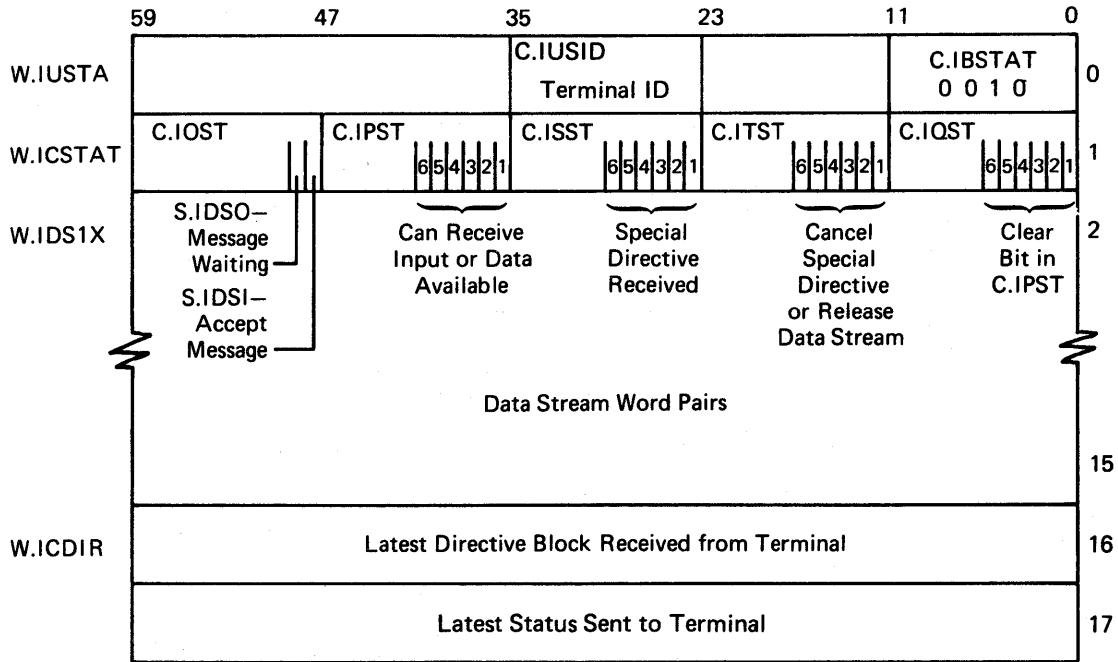 59 47 35 23 11 0
W.IUSTA C.IUSID Terminal ID C.IBSTAT 0 0 1 0 0
W.ICSTAT C.IOST C.IPST 6 5 4 3 2 1 C.ISST 6 5 4 3 2 1 C.ITST 6 5 4 3 2 1 C.IQST 6 5 4 3 2 1 1
W.IDS1X 2
S.IDSO—
Message
Waiting
S.IDSI—
Accept
Message
Can Receive
Input or Data
Available
Special
Directive
Received
Cancel
Special
Directive
or Release
Data Stream
Clear
Bit in
C.IPST
Data Stream Word Pairs
15
W.ICDIR Latest Directive Block Received from Terminal 16
Latest Status Sent to Terminal 17